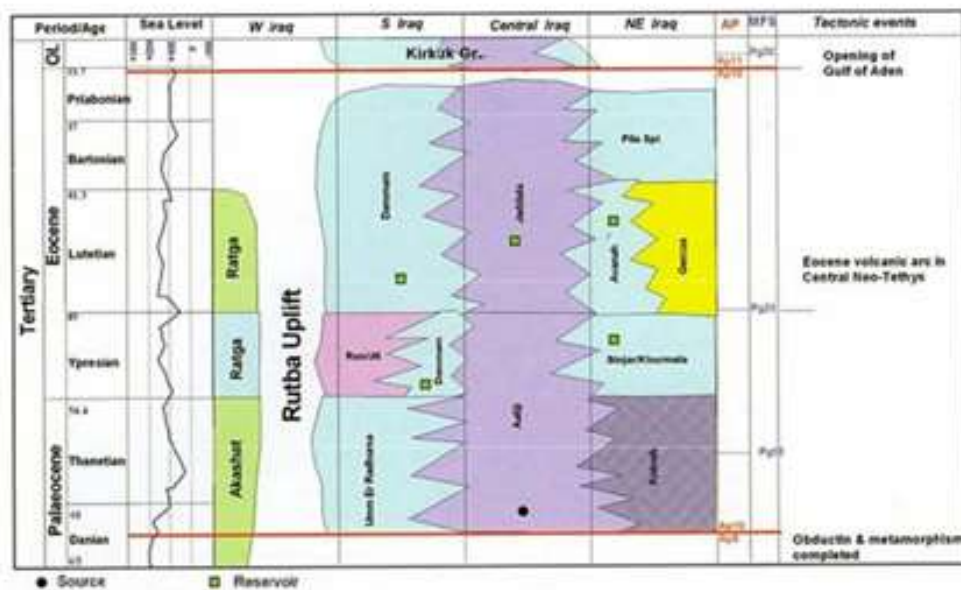 Period/Age
Sea Level
W Iraq
S Iraq
Central Iraq
NE Iraq
AP
MFS
Tectonic events
OL
Kirkuk Gr.
Opening of
Gulf of Aden
Tertiary
Eocene
Palaeocene
Priabonian
Bartonian
Lutetian
Ypresian
Thanetian
Danian
Ratga
Ratga
Akashat
Rutba Uplift
Dammam
Dammam
Umm Er Radhuma
Jaddala
Aaliji
Pila Spi
Avanah
Gercus
Sinjar/Khurmala
Eocene volcanic arc in
Central Neo-Tethys
Obductin & metamorphism
completed
Source
Reservoir